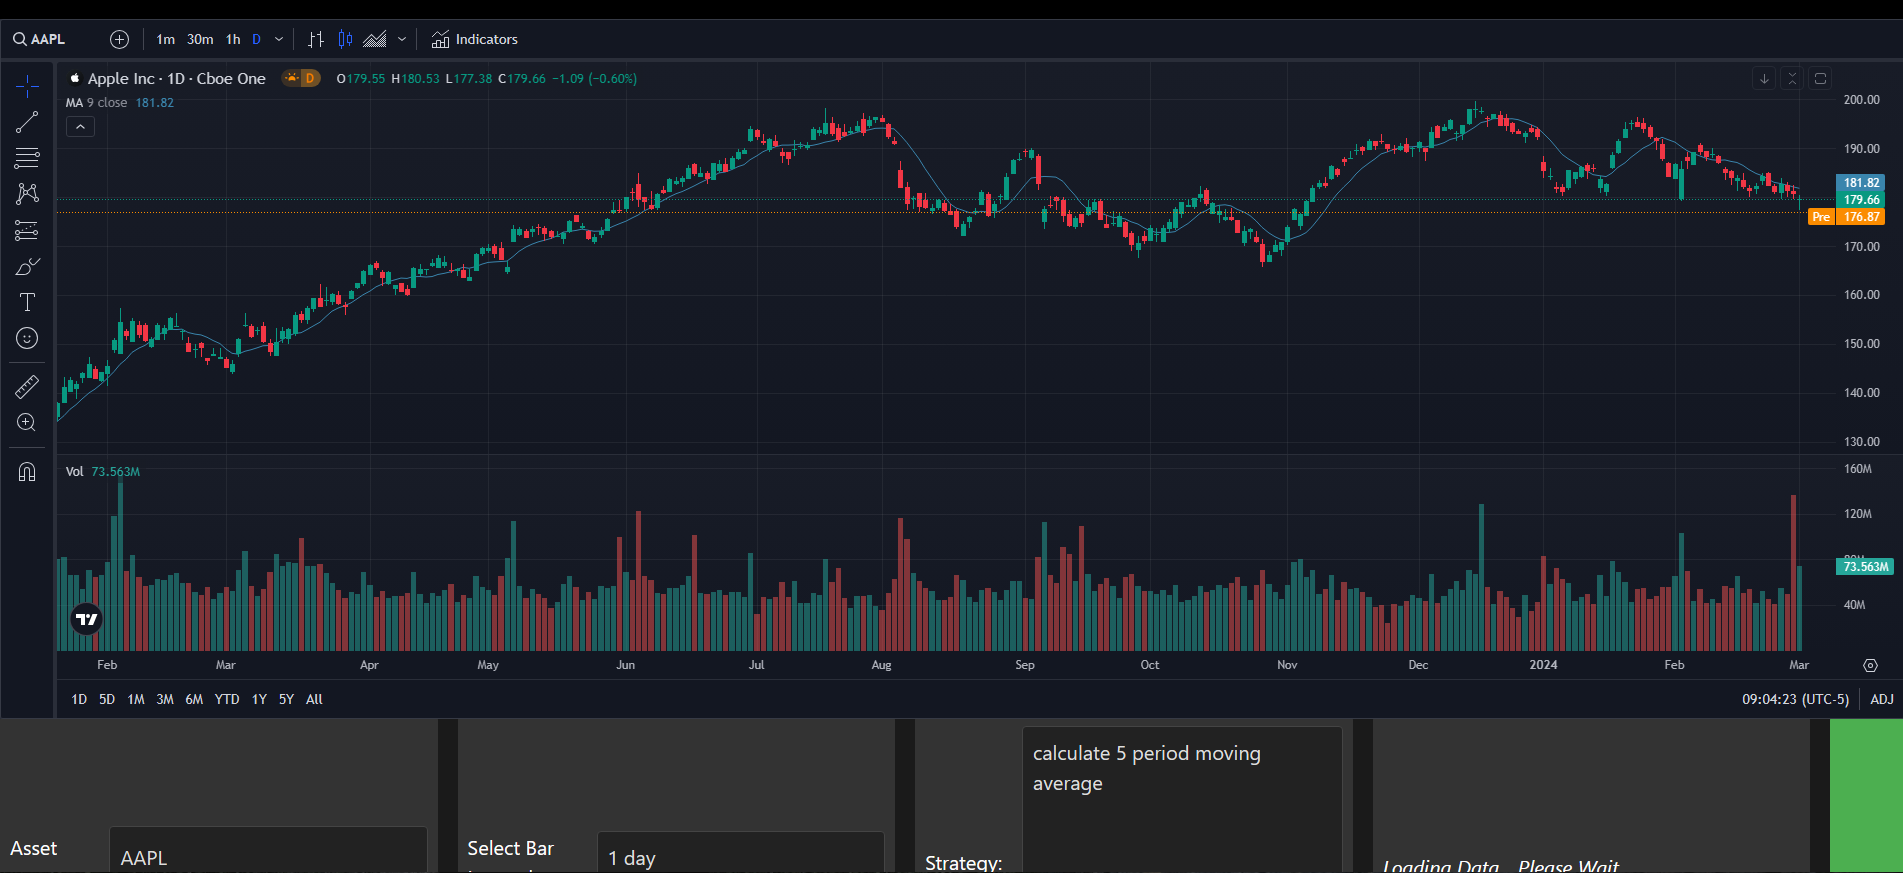 AAPL
1m 30m 1h D
Indicators
Apple Inc · 1D · Cboe One
D
O179.55 H180.53 L177.38 C179.66 −1.09 (−0.60%)
MA 9 close 181.82
200.00
190.00
181.82
179.66
Pre 176.87
170.00
160.00
150.00
140.00
130.00
Vol 73.563M
160M
120M
73.563M
40M
Feb Mar Apr May Jun Jul Aug Sep Oct Nov Dec 2024 Feb Mar
1D 5D 1M 3M 6M YTD 1Y 5Y All
09:04:23 (UTC-5) ADJ
calculate 5 period moving
average
Asset
AAPL
Select Bar
1 day
Strategy:
Loading Data... Please Wait